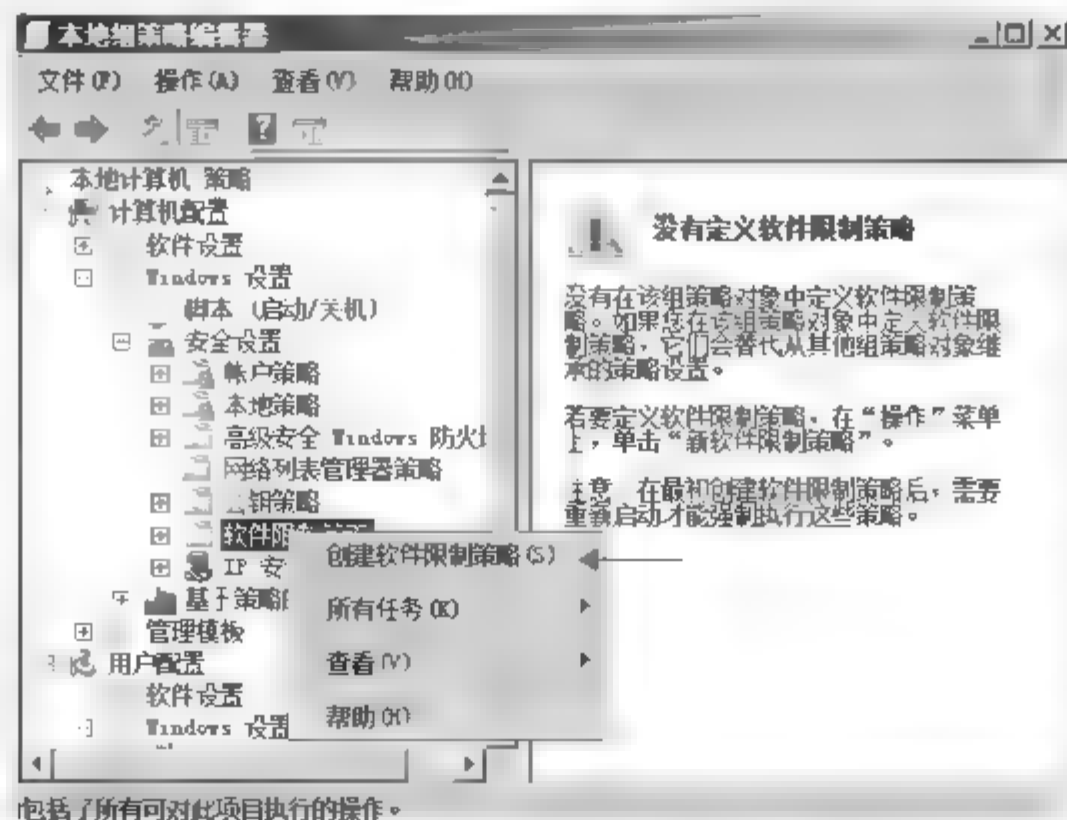 本地组策略编辑器
文件(F) 操作(A) 查看(V) 帮助(H)
本地计算机 策略
计算机配置
软件设置
Windows 设置
脚本 (启动/关机)
安全设置
帐户策略
本地策略
高级安全 Windows 防火
网络列表管理器策略
公钥策略
软件限制策略
IP 安
基于策略
管理模板
用户配置
软件设置
Windows 设置
创建软件限制策略(S)
所有任务(K)
查看(V)
帮助(H)
没有定义软件限制策略
没有在该组策略对象中定义软件限制策
略。如果您在该组策略对象中定义软件限
制策略，它们会替代从其他组策略对象继
承的策略设置。
若要定义软件限制策略，在“操作”菜单
上，单击“新软件限制策略”。
注意 在最初创建软件限制策略后，需要
重新启动才能强制执行这些策略。
包括了所有可对此项目执行的操作。